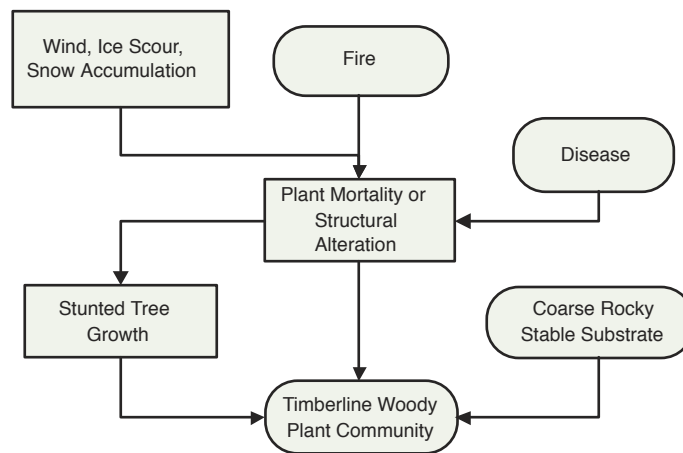 Wind, Ice Scour,
Snow Accumulation
Fire
Disease
Plant Mortality or
Structural
Alteration
Stunted Tree
Growth
Coarse Rocky
Stable Substrate
Timberline Woody
Plant Community